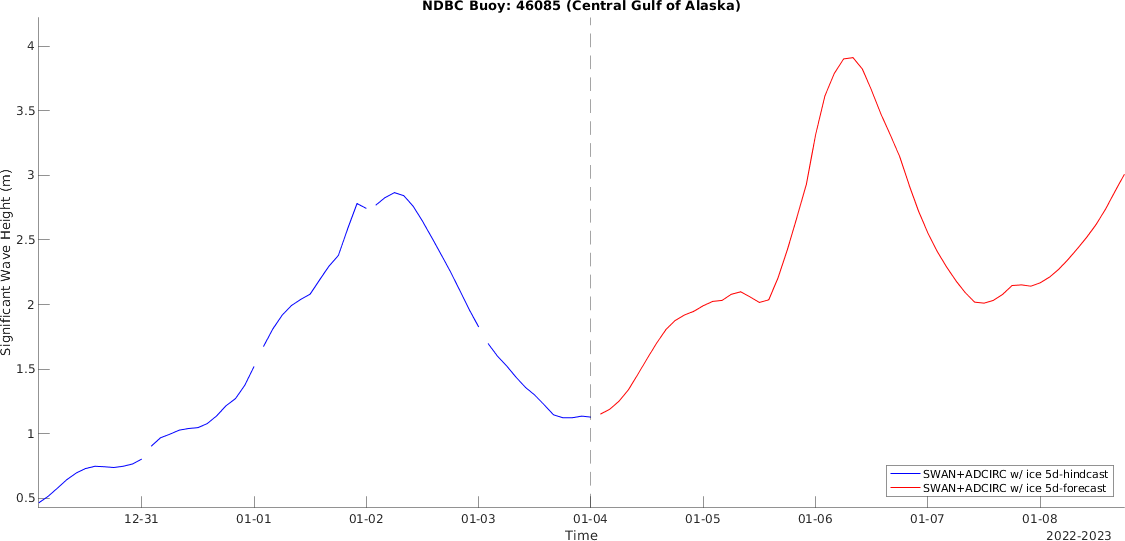 NDBC Buoy: 46085 (Central Gulf of Alaska)
4
3.5
3
2.5
2
1.5
1
0.5
Significant Wave Height (m)
SWAN+ADCIRC w/ ice 5d-hindcast
SWAN+ADCIRC w/ ice 5d-forecast
12-31 01-01 01-02 01-03 01-04 01-05 01-06 01-07 01-08
Time
2022-2023